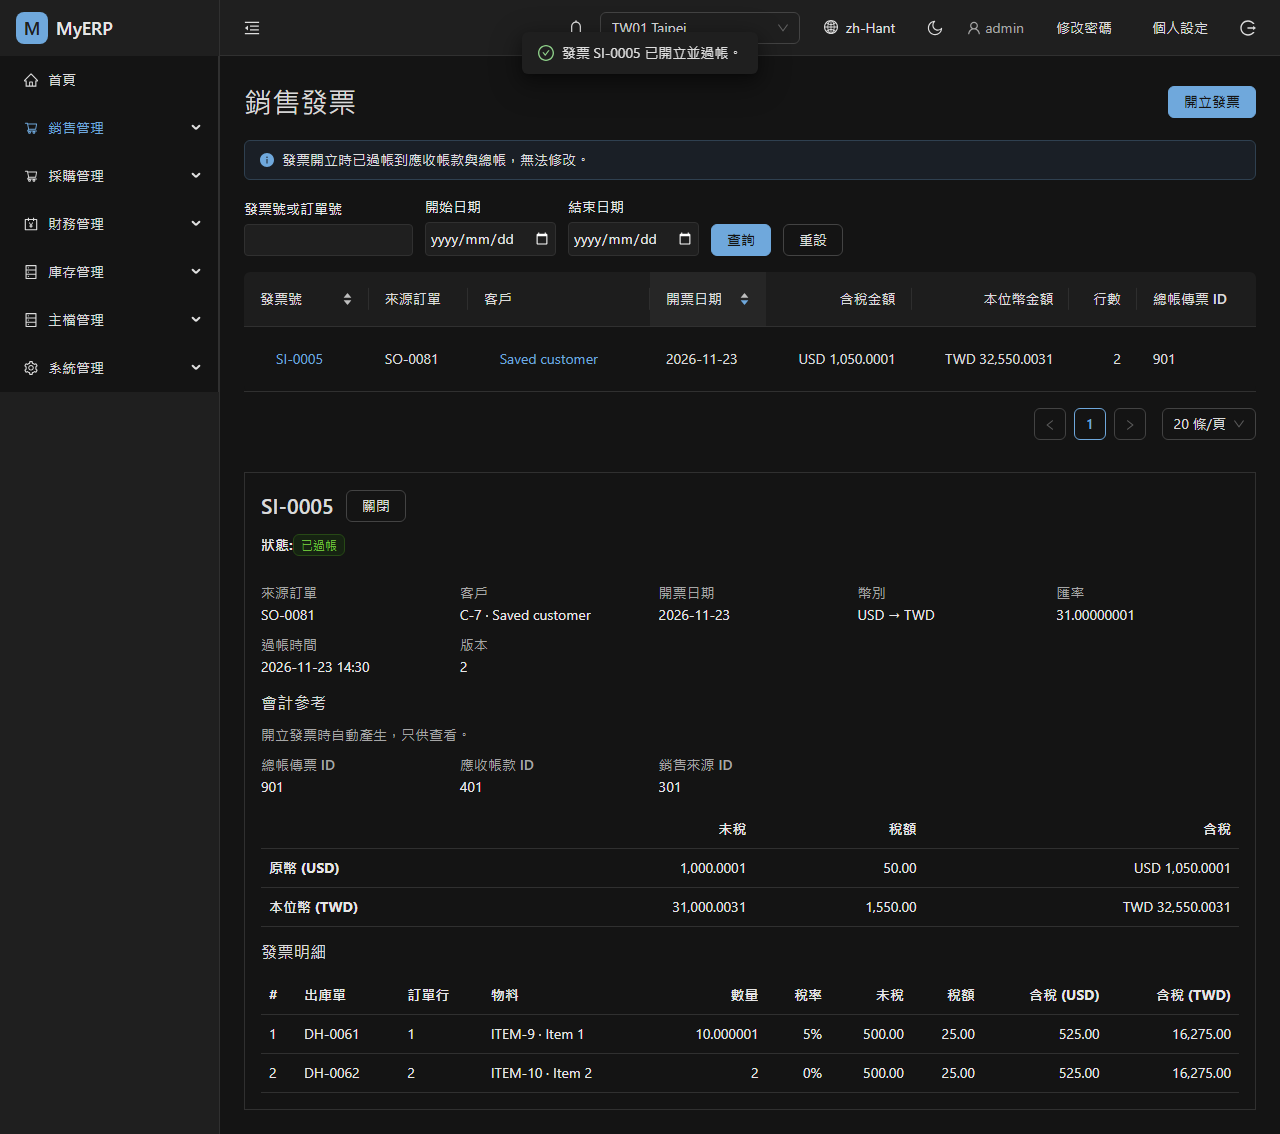 M MyERP
TW01 Taipei
zh-Hant
admin
修改密碼
個人設定
發票 SI-0005 已開立並過帳。
首頁
銷售管理
採購管理
財務管理
庫存管理
主檔管理
系統管理
銷售發票
開立發票
發票開立時已過帳到應收帳款與總帳，無法修改。
發票號或訂單號 開始日期 結束日期
yyyy/mm/dd yyyy/mm/dd 查詢 重設
發票號 來源訂單 客戶 開票日期 含稅金額 本位幣金額 行數 總帳傳票 ID
SI-0005 SO-0081 Saved customer 2026-11-23 USD 1,050.0001 TWD 32,550.0031 2 901
< 1 > 20 條/頁
SI-0005 關閉
狀態: 已過帳
來源訂單 客戶 開票日期 幣別 匯率
SO-0081 C-7 · Saved customer 2026-11-23 USD → TWD 31.00000001
過帳時間 版本
2026-11-23 14:30 2
會計參考
開立發票時自動產生，只供查看。
總帳傳票 ID 應收帳款 ID 銷售來源 ID
901 401 301
未稅 稅額 含稅
原幣 (USD) 1,000.0001 50.00 USD 1,050.0001
本位幣 (TWD) 31,000.0031 1,550.00 TWD 32,550.0031
發票明細
# 出庫單 訂單行 物料 數量 稅率 未稅 稅額 含稅 (USD) 含稅 (TWD)
1 DH-0061 1 ITEM-9 · Item 1 10.000001 5% 500.00 25.00 525.00 16,275.00
2 DH-0062 2 ITEM-10 · Item 2 2 0% 500.00 25.00 525.00 16,275.00